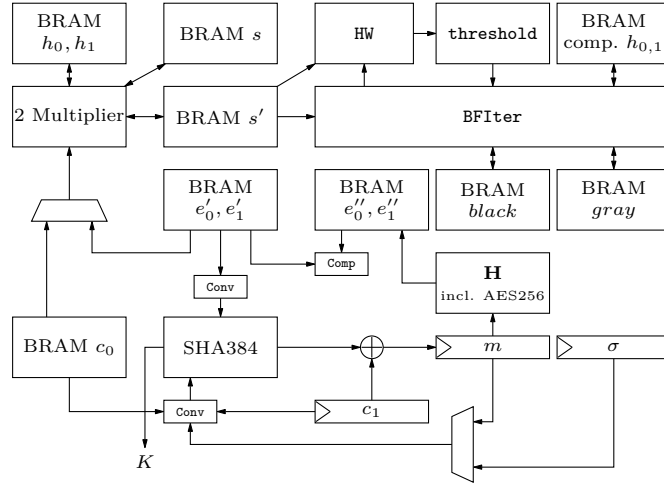 BRAM
h₀, h₁
BRAM s
HW
threshold
BRAM
comp. h₀,₁
2 Multiplier
BRAM s′
BFIter
BRAM
e′₀, e′₁
BRAM
e″₀, e″₁
BRAM
black
BRAM
gray
Comp
Conv
H
incl. AES256
BRAM c₀
SHA384
m
σ
Conv
c₁
K